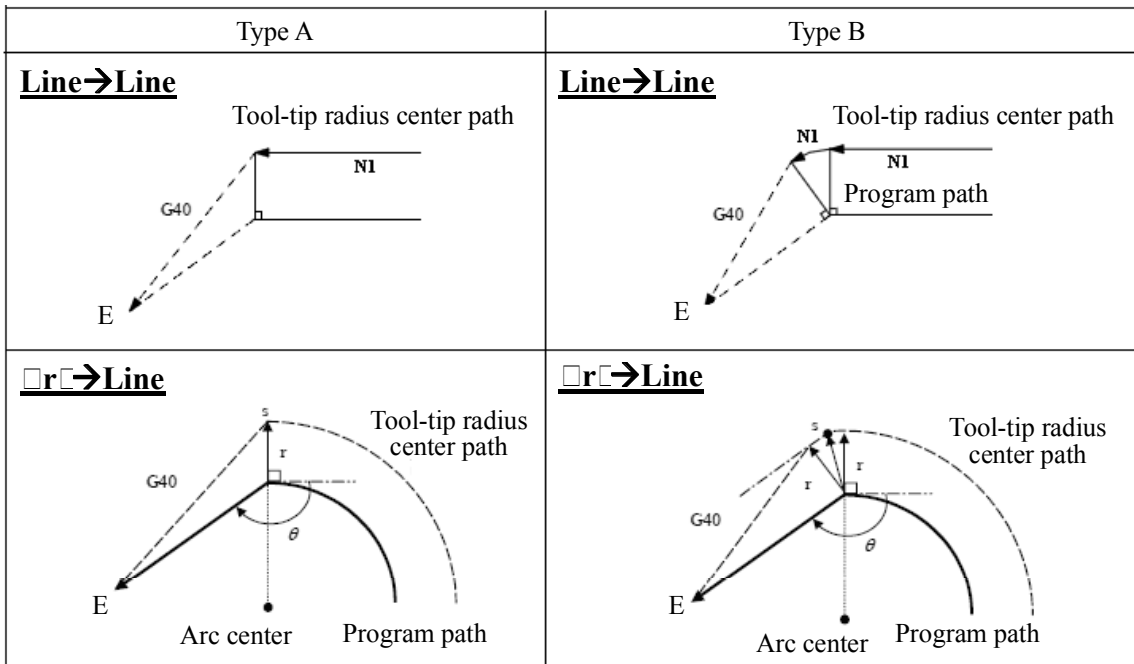 Type A
Type B
Line→Line
Tool-tip radius center path
N1
G40
E
Line→Line
Tool-tip radius center path
N1
N1
Program path
G40
E
□r□→Line
s
Tool-tip radius
center path
r
G40
θ
E
Arc center
Program path
□r□→Line
s
Tool-tip radius
center path
r
r
G40
θ
E
Arc center
Program path